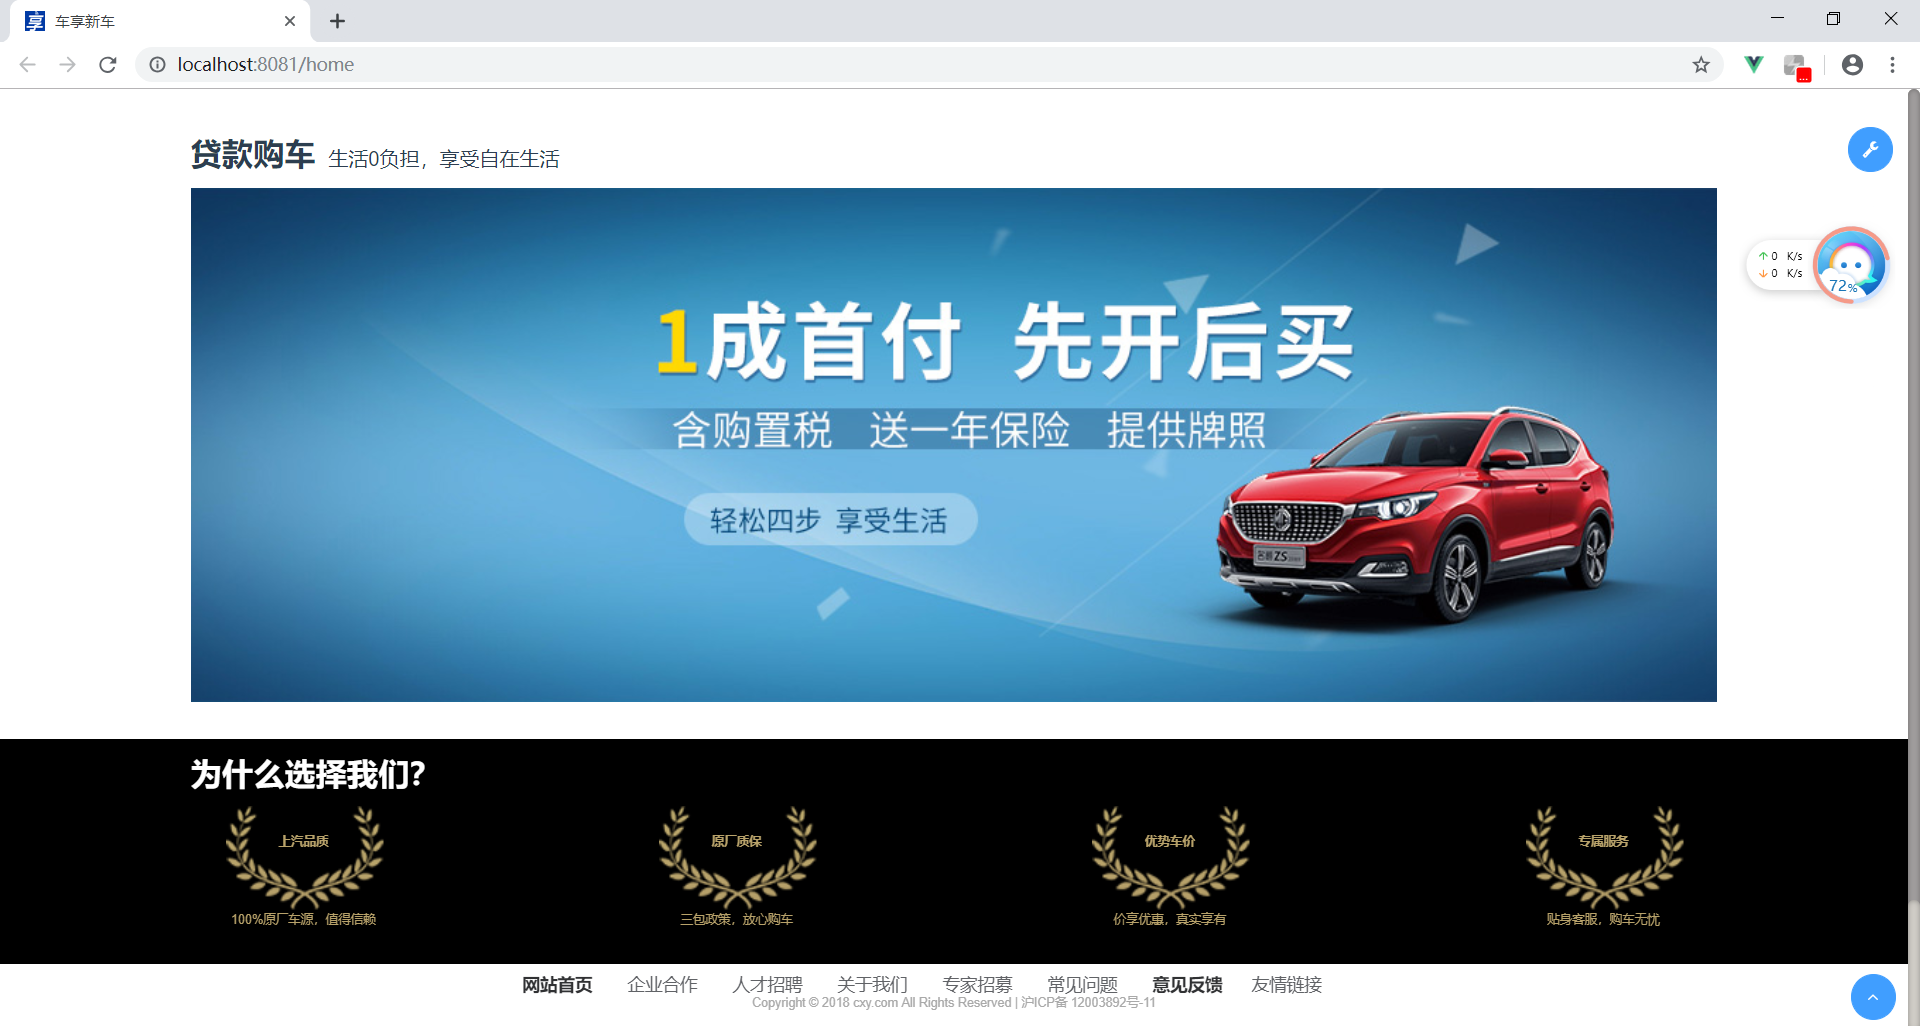 车享新车
localhost:8081/home
贷款购车 生活0负担，享受自在生活
↑ 0 K/s
↓ 0 K/s
72%
1成首付 先开后买
含购置税 送一年保险 提供牌照
轻松四步 享受生活
名爵 ZS
为什么选择我们?
上汽品质 原厂质保 优势车价 专属服务
100%原厂车源，值得信赖 三包政策，放心购车 价享优惠，真实享有 贴身客服，购车无忧
网站首页 企业合作 人才招聘 关于我们 专家招募 常见问题 意见反馈 友情链接
Copyright © 2018 cxy.com All Rights Reserved | 沪ICP备 12003892号-11